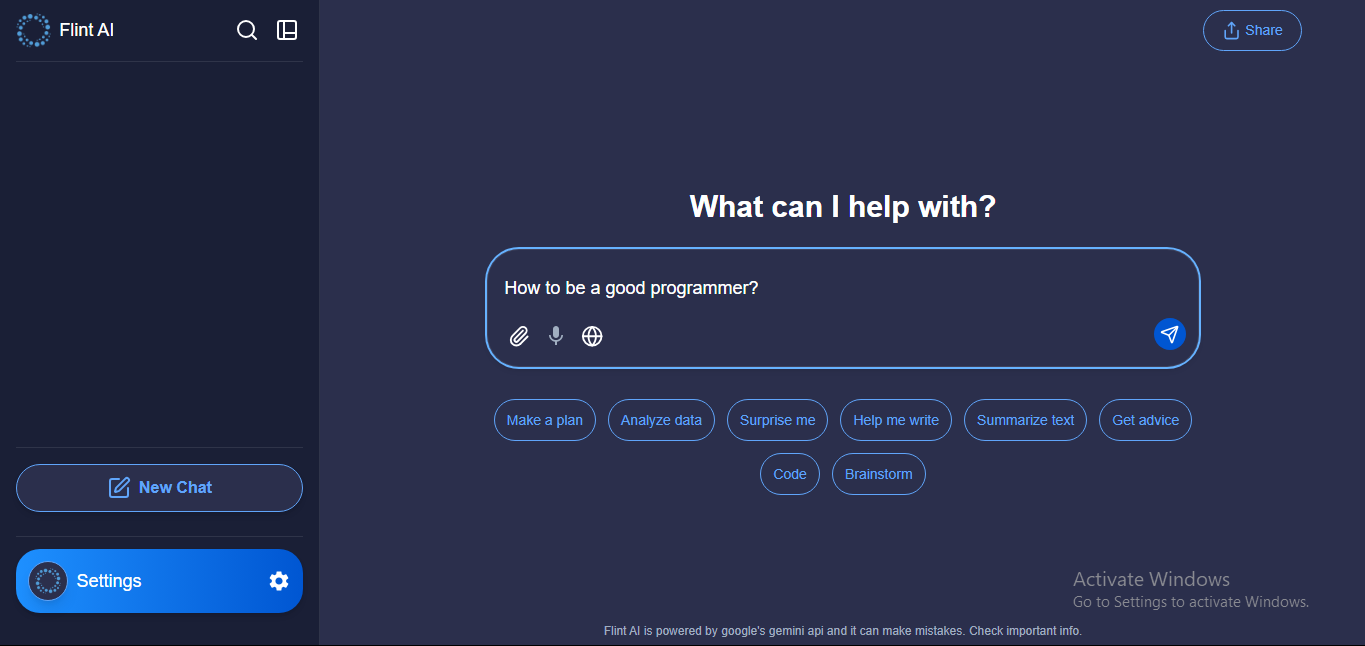 Flint AI
Share
What can I help with?
How to be a good programmer?
Make a plan
Analyze data
Surprise me
Help me write
Summarize text
Get advice
Code
Brainstorm
New Chat
Settings
Activate Windows
Go to Settings to activate Windows.
Flint AI is powered by google's gemini api and it can make mistakes. Check important info.